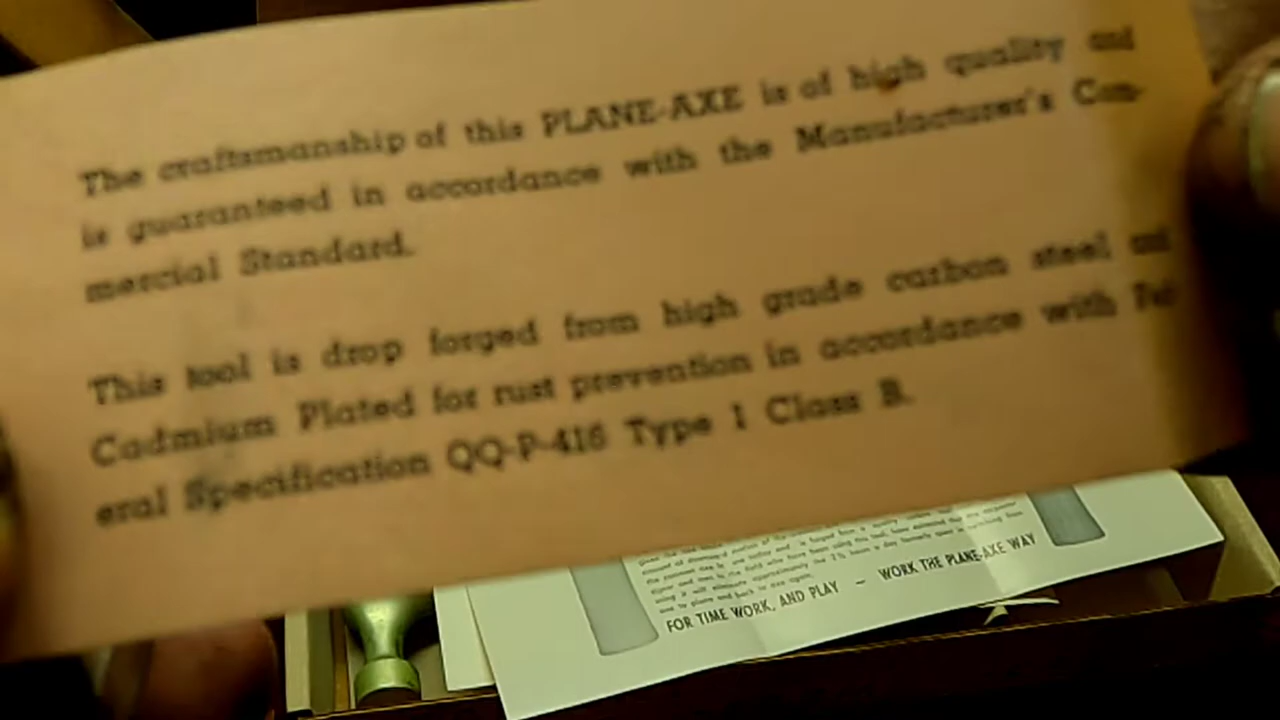 The craftsmanship of this PLANE-AXE is of high quality and
is guaranteed in accordance with the Manufacturer's Com-
mercial Standard.
This tool is drop forged from high grade carbon steel and
Cadmium Plated for rust prevention in accordance with Fed-
eral Specification QQ-P-416 Type 1 Class B.
FOR TIME WORK, AND PLAY — WORK THE PLANE-AXE WAY